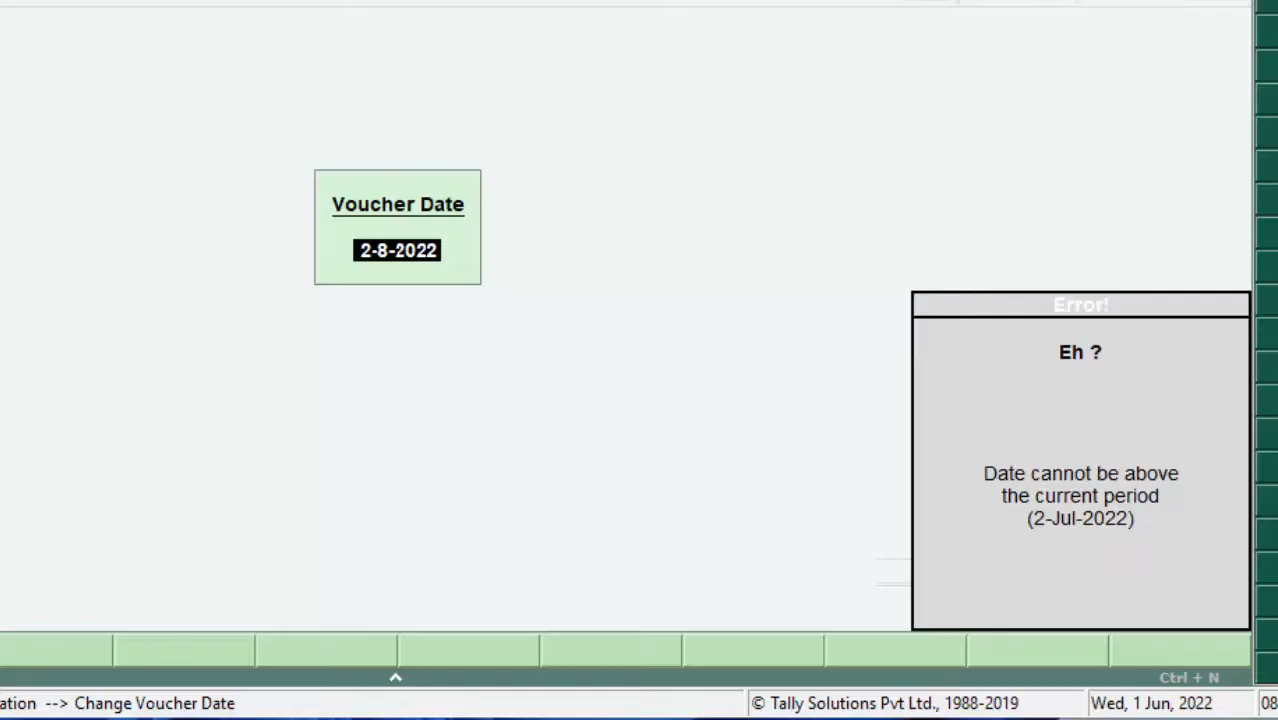 Voucher Date
2-8-2022
Error!
Eh ?
Date cannot be above
the current period
(2-Jul-2022)
Ctrl + N
ation --> Change Voucher Date
© Tally Solutions Pvt Ltd., 1988-2019
Wed, 1 Jun, 2022
08